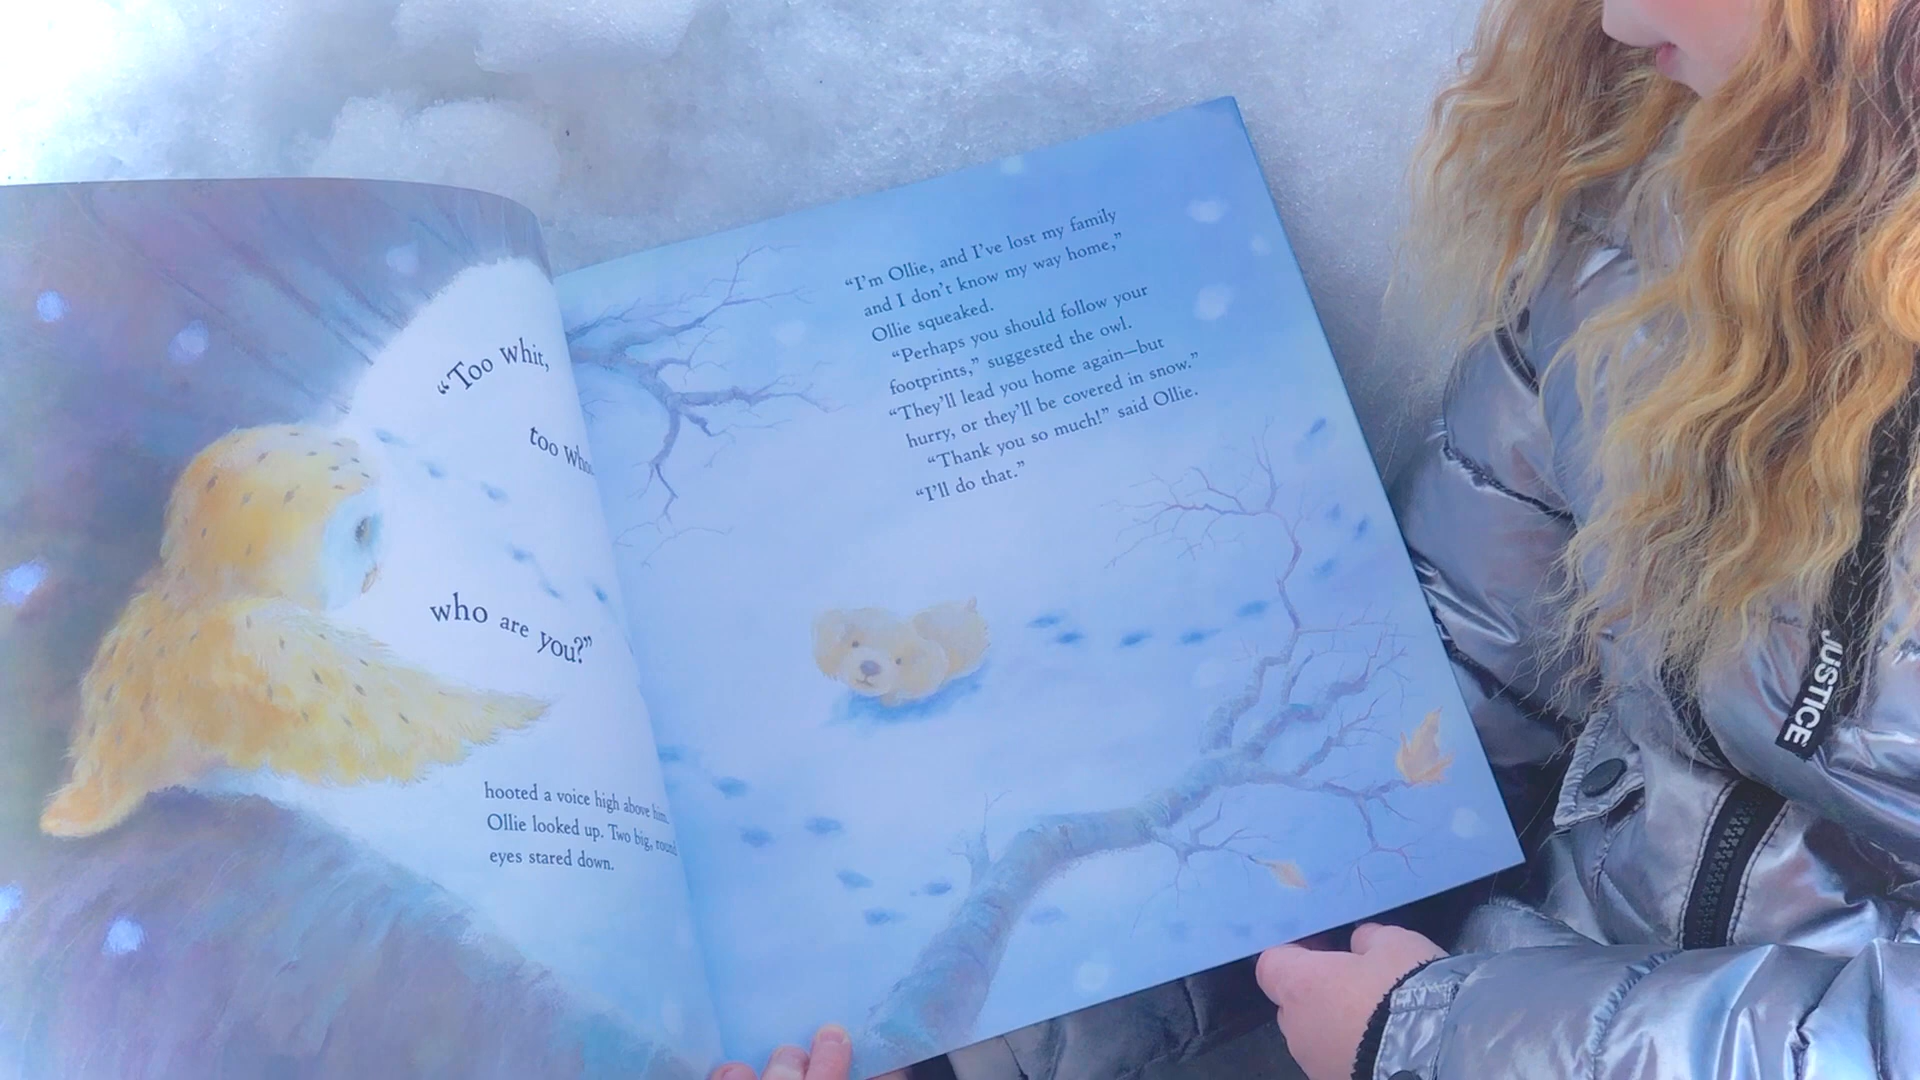 “Too whit,
too whoo
who are you?”
hooted a voice high above him.
Ollie looked up. Two big, round
eyes stared down.
“I’m Ollie, and I’ve lost my family
and I don’t know my way home,”
Ollie squeaked.
“Perhaps you should follow your
footprints,” suggested the owl.
“They’ll lead you home again—but
hurry, or they’ll be covered in snow.”
“Thank you so much!” said Ollie.
“I’ll do that.”
JUSTICE